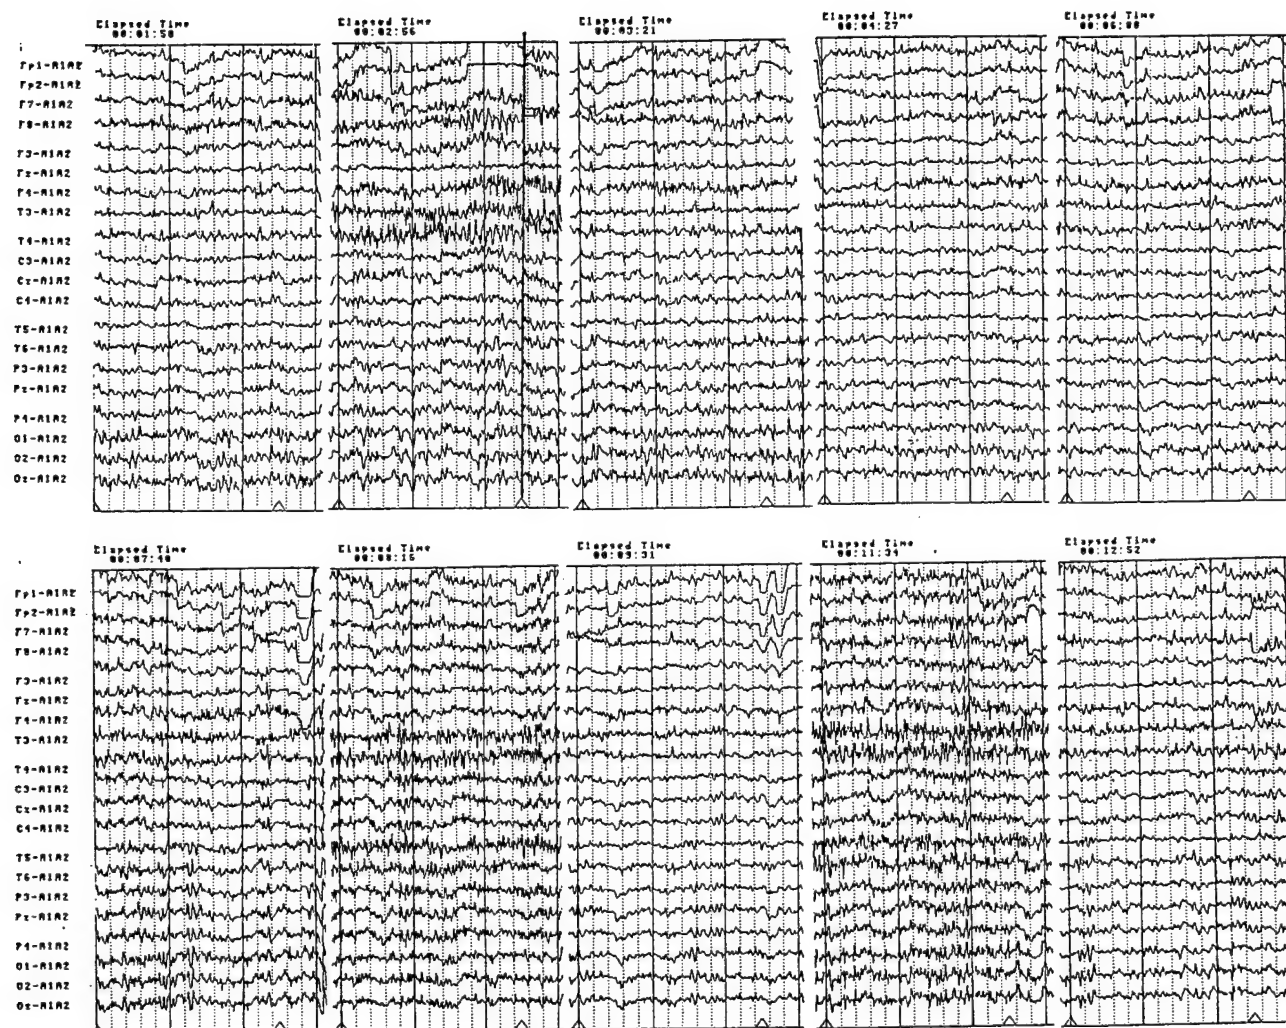 Elapsed Time
00:01:58
Elapsed Time
00:02:56
Elapsed Time
00:03:21
Elapsed Time
00:04:27
Elapsed Time
Fp1-A1A2
Fp2-A1A2
F7-A1A2
F8-A1A2
F3-A1A2
Fz-A1A2
F4-A1A2
T3-A1A2
T4-A1A2
C3-A1A2
Cz-A1A2
C4-A1A2
T5-A1A2
T6-A1A2
P3-A1A2
Pz-A1A2
P4-A1A2
O1-A1A2
O2-A1A2
Oz-A1A2
Elapsed Time
00:07:40
Elapsed Time
00:08:16
Elapsed Time
00:09:31
Elapsed Time
00:11:34
Elapsed Time
00:12:52
Fp1-A1A2
Fp2-A1A2
F7-A1A2
F8-A1A2
F3-A1A2
Fz-A1A2
F4-A1A2
T3-A1A2
T4-A1A2
C3-A1A2
Cz-A1A2
C4-A1A2
T5-A1A2
T6-A1A2
P3-A1A2
Pz-A1A2
P4-A1A2
O1-A1A2
O2-A1A2
Oz-A1A2